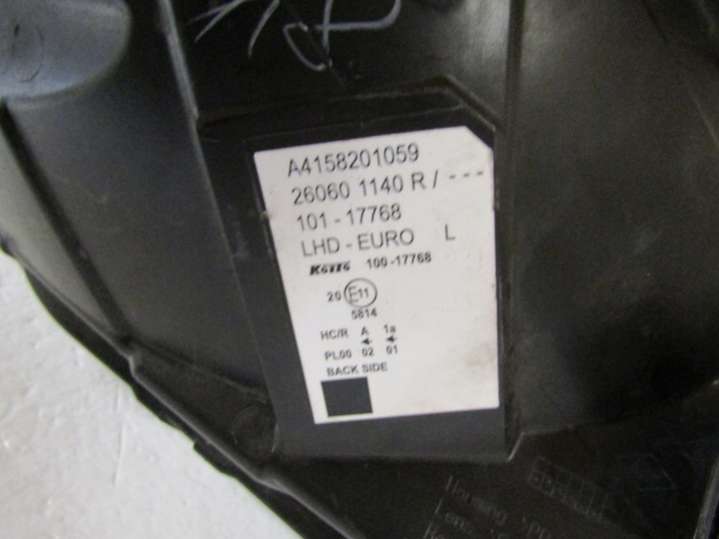 A4158201059
26060 1140 R / ---
101 - 17768
LHD - EURO L
Koito 100-17768
20 E11
5814
HC/R A 1a
PL00 02 01
BACK SIDE
Housing